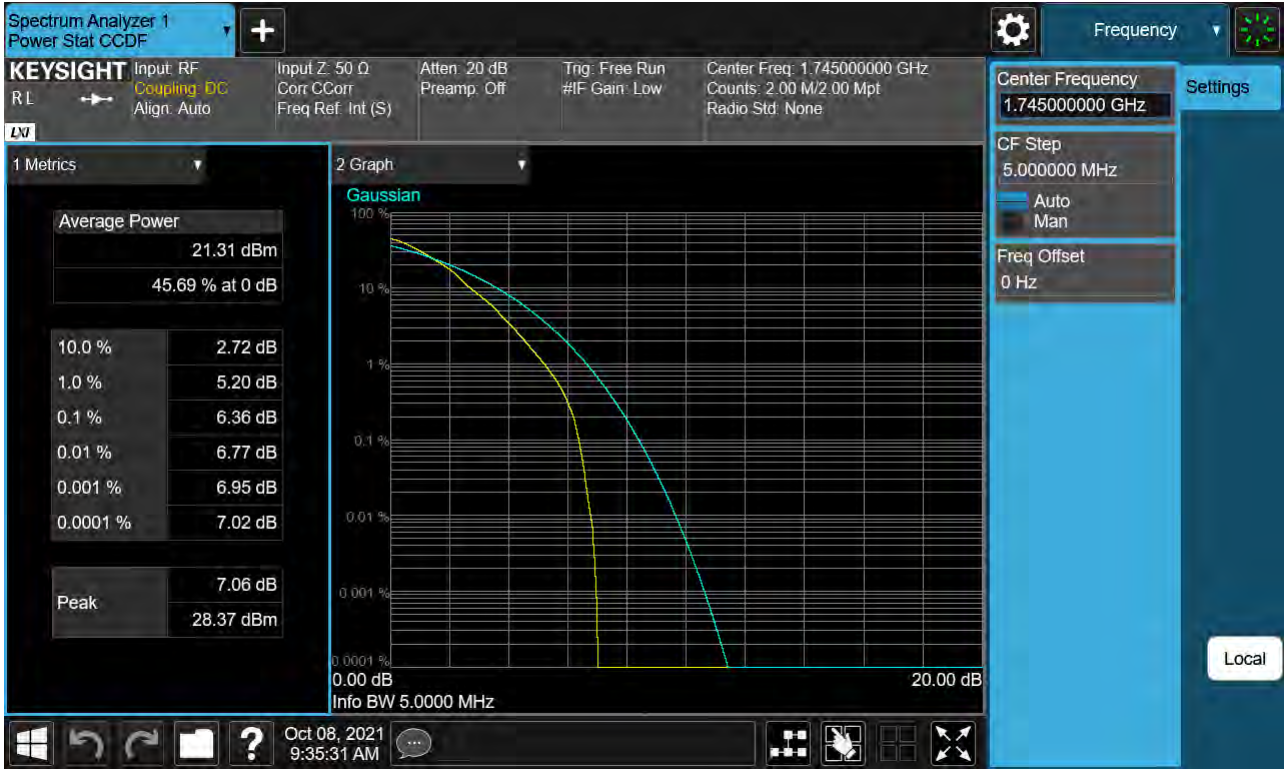 Spectrum Analyzer 1
Power Stat CCDF
+
Frequency
KEYSIGHT
RL
LXI
Input: RF
Coupling: DC
Align: Auto
Input Z: 50 Ω
Corr CCorr
Freq Ref: Int (S)
Atten: 20 dB
Preamp: Off
Trig: Free Run
#IF Gain: Low
Center Freq: 1.745000000 GHz
Counts: 2.00 M/2.00 Mpt
Radio Std: None
Center Frequency
1.745000000 GHz
Settings
CF Step
5.000000 MHz
Auto
Man
Freq Offset
0 Hz
Local
1 Metrics
Average Power
21.31 dBm
45.69 % at 0 dB
10.0 % 2.72 dB
1.0 % 5.20 dB
0.1 % 6.36 dB
0.01 % 6.77 dB
0.001 % 6.95 dB
0.0001 % 7.02 dB
Peak
7.06 dB
28.37 dBm
2 Graph
Gaussian
100 %
10 %
1 %
0.1 %
0.01 %
0.001 %
0.0001 %
0.00 dB 20.00 dB
Info BW 5.0000 MHz
?
Oct 08, 2021
9:35:31 AM